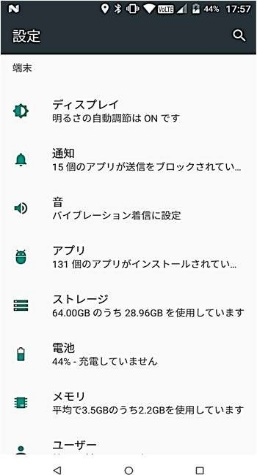 44% 17:57
設定
端末
ディスプレイ
明るさの自動調節は ON です
通知
15 個のアプリが送信をブロックされてい...
音
バイブレーション着信に設定
アプリ
131 個のアプリがインストールされてい...
ストレージ
64.00GB のうち 28.96GB を使用しています
電池
44% - 充電していません
メモリ
平均で3.5GBのうち2.2GBを使用しています
ユーザー